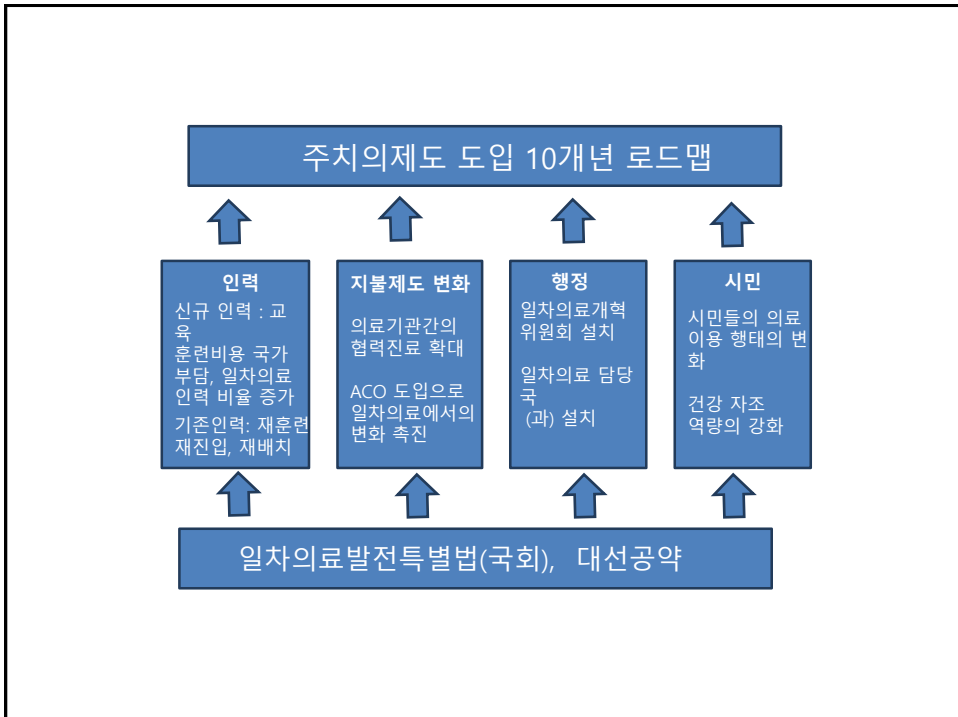 주치의제도 도입 10개년 로드맵
인력
신규 인력 : 교
육
훈련비용 국가
부담, 일차의료
인력 비율 증가
기존인력: 재훈련
재진입, 재배치
지불제도 변화
의료기관간의
협력진료 확대
ACO 도입으로
일차의료에서의
변화 촉진
행정
일차의료개혁
위원회 설치
일차의료 담당
국
(과) 설치
시민
시민들의 의료
이용 행태의 변
화
건강 자조
역량의 강화
일차의료발전특별법(국회), 대선공약